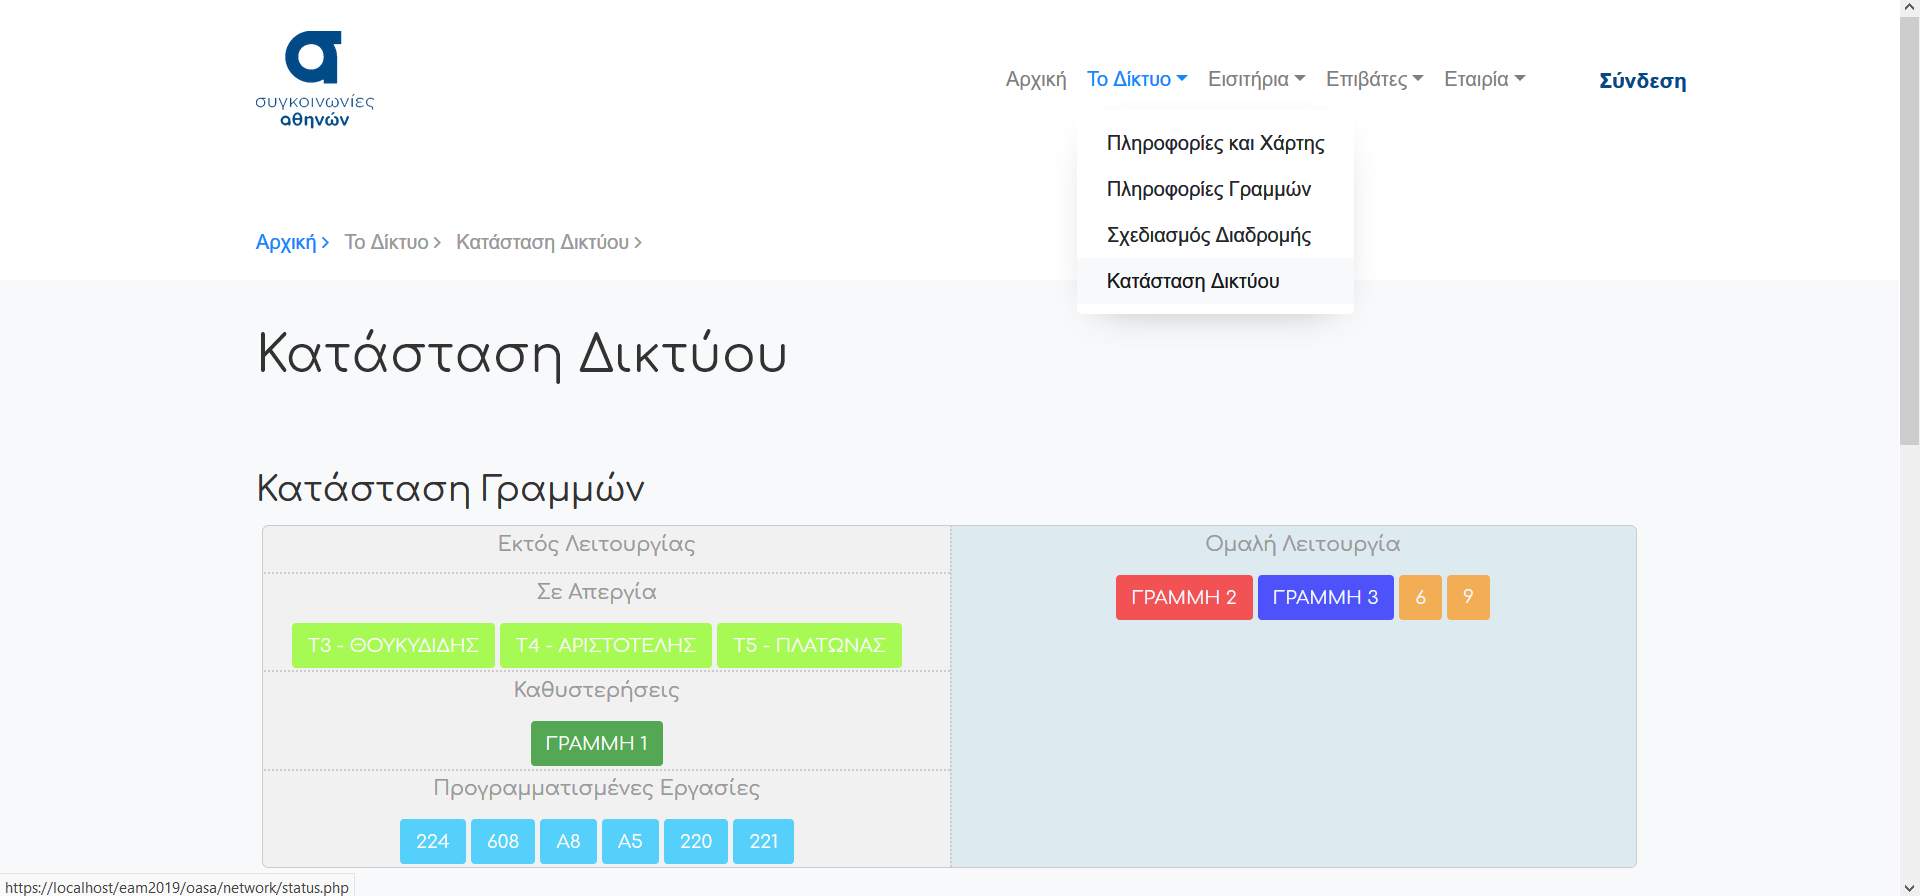 συγκοινωνίες
αθηνών
Αρχική Το Δίκτυο Εισιτήρια Επιβάτες Εταιρία Σύνδεση
Πληροφορίες και Χάρτης
Πληροφορίες Γραμμών
Σχεδιασμός Διαδρομής
Κατάσταση Δικτύου
Αρχική > Το Δίκτυο > Κατάσταση Δικτύου >
Κατάσταση Δικτύου
Κατάσταση Γραμμών
Εκτός Λειτουργίας
Σε Απεργία
Τ3 - ΘΟΥΚΥΔΙΔΗΣ Τ4 - ΑΡΙΣΤΟΤΕΛΗΣ Τ5 - ΠΛΑΤΩΝΑΣ
Καθυστερήσεις
ΓΡΑΜΜΗ 1
Προγραμματισμένες Εργασίες
224 608 Α8 Α5 220 221
Ομαλή Λειτουργία
ΓΡΑΜΜΗ 2 ΓΡΑΜΜΗ 3 6 9
https://localhost/eam2019/oasa/network/status.php